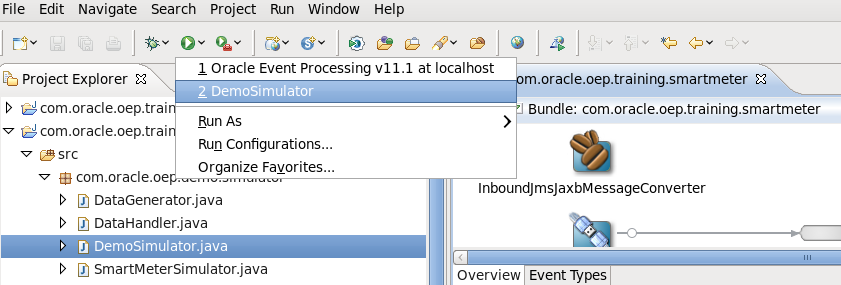 File Edit Navigate Search Project Run Window Help
1 Oracle Event Processing v11.1 at localhost
2 DemoSimulator
Run As
Run Configurations...
Organize Favorites...
Project Explorer
com.oracle.oep.train
com.oracle.oep.train
src
com.oracle.oep.demo.simulator
DataGenerator.java
DataHandler.java
DemoSimulator.java
SmartMeterSimulator.java
om.oracle.oep.training.smartmeter
Bundle: com.oracle.oep.training.smartmeter
InboundJmsJaxbMessageConverter
Overview Event Types